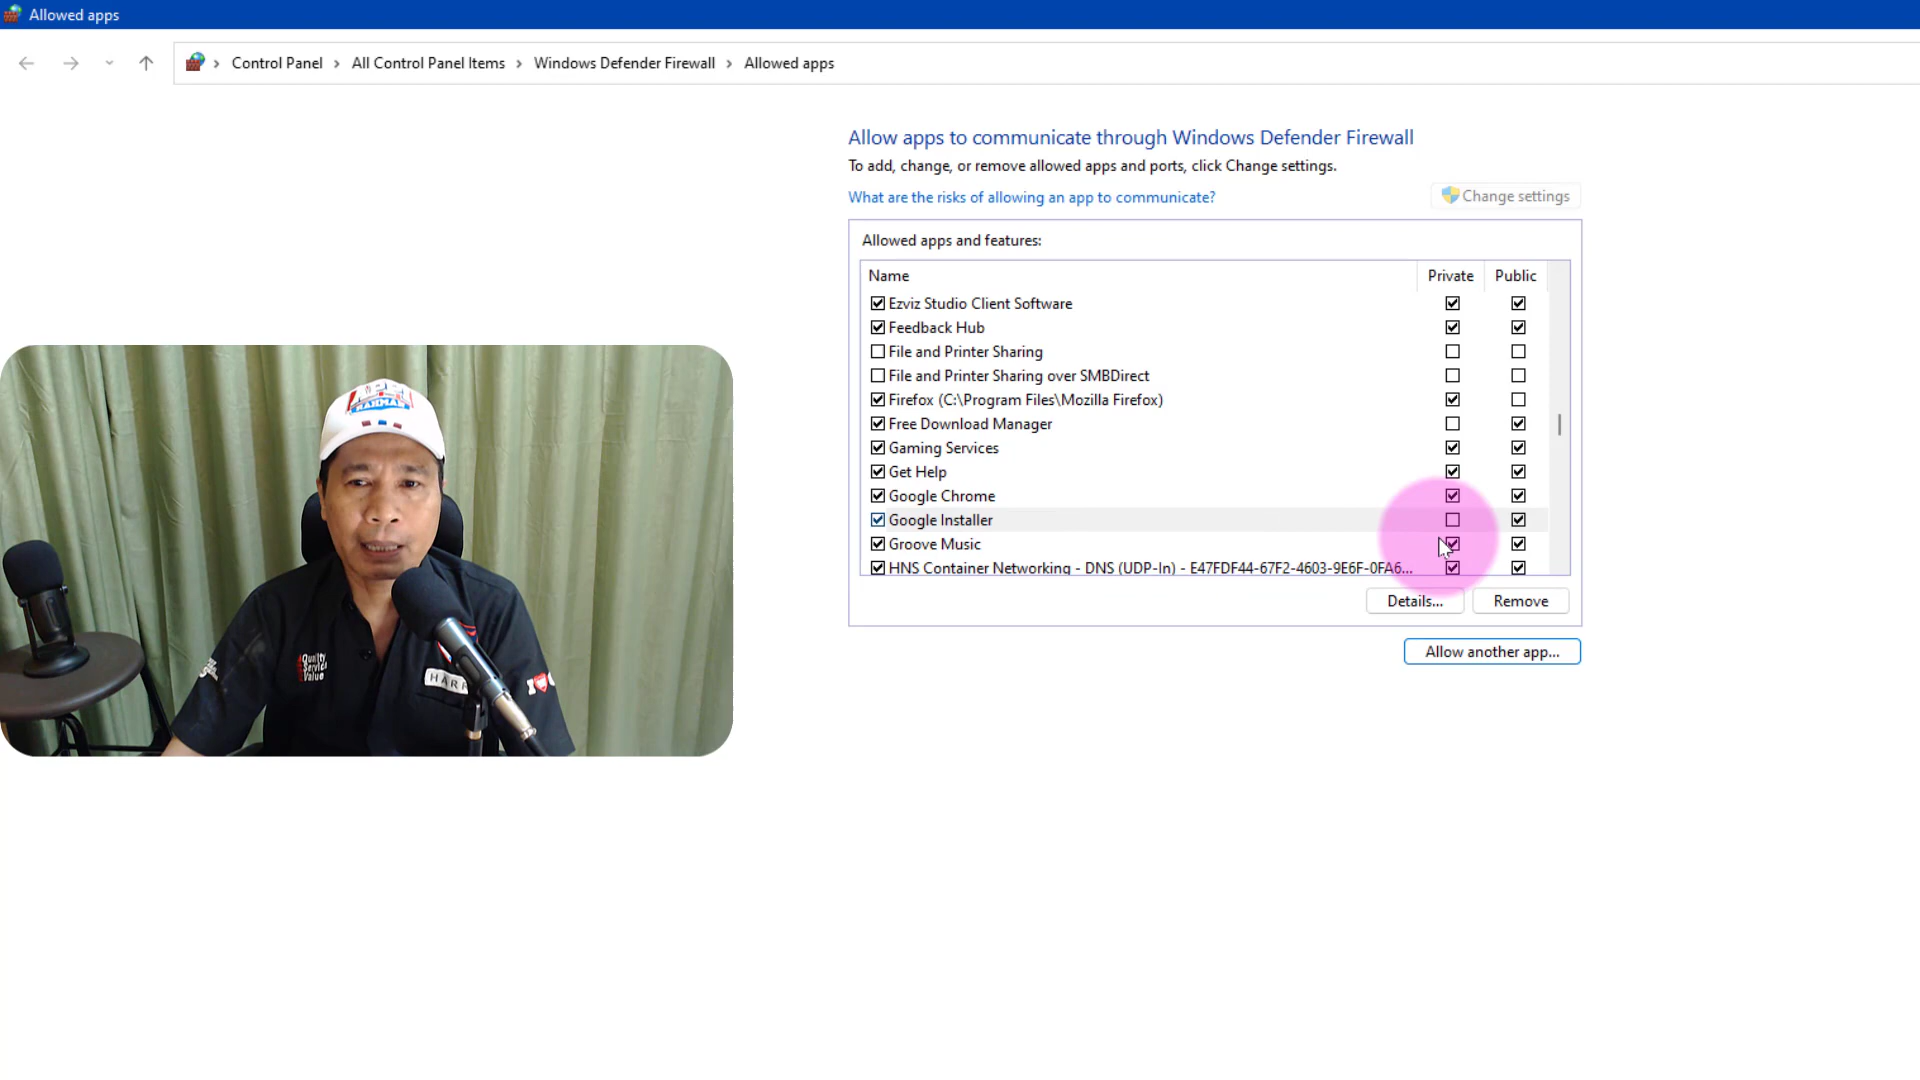 Allowed apps
Control Panel › All Control Panel Items › Windows Defender Firewall › Allowed apps
Allow apps to communicate through Windows Defender Firewall
To add, change, or remove allowed apps and ports, click Change settings.
What are the risks of allowing an app to communicate?
Change settings
Allowed apps and features:
Name Private Public
Ezviz Studio Client Software
Feedback Hub
File and Printer Sharing
File and Printer Sharing over SMBDirect
Firefox (C:\Program Files\Mozilla Firefox)
Free Download Manager
Gaming Services
Get Help
Google Chrome
Google Installer
Groove Music
HNS Container Networking - DNS (UDP-In) - E47FDF44-67F2-4603-9E6F-0FA6...
Details... Remove
Allow another app...
Quality
Service
Value